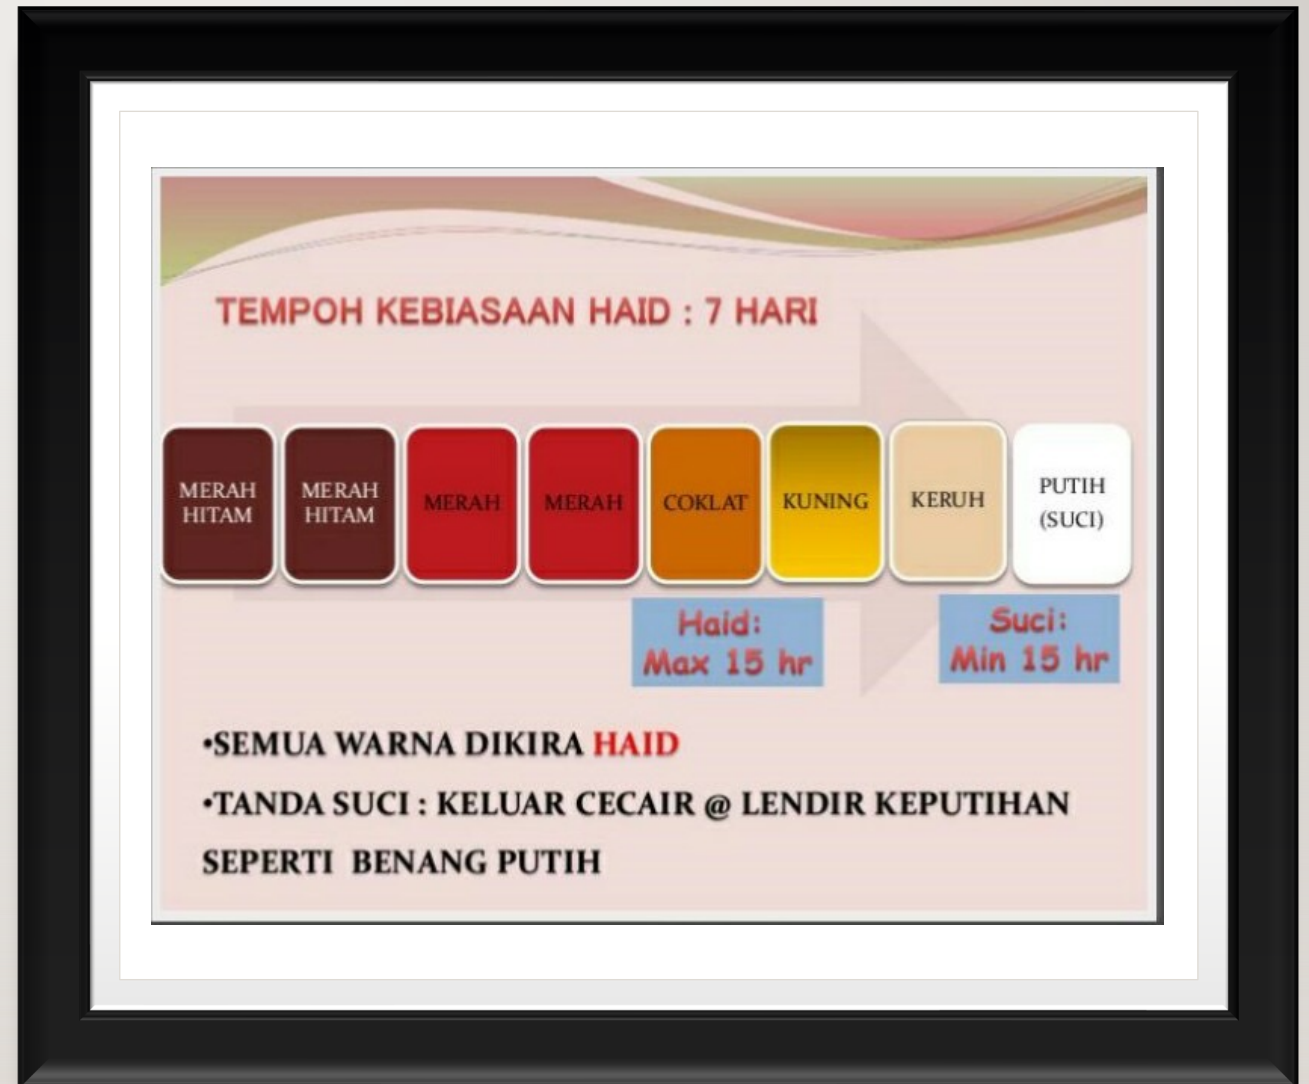 TEMPOH KEBIASAAN HAID : 7 HARI
MERAH
HITAM
MERAH
HITAM
MERAH
MERAH
COKLAT
KUNING
KERUH
PUTIH
(SUCI)
Haid:
Max 15 hr
Suci:
Min 15 hr
•SEMUA WARNA DIKIRA HAID
•TANDA SUCI : KELUAR CECAIR @ LENDIR KEPUTIHAN
SEPERTI BENANG PUTIH